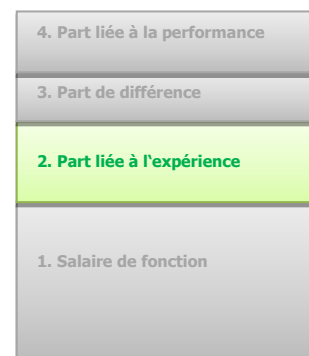 4. Part liée à la performance
3. Part de différence
2. Part liée à l‘expérience
1. Salaire de fonction